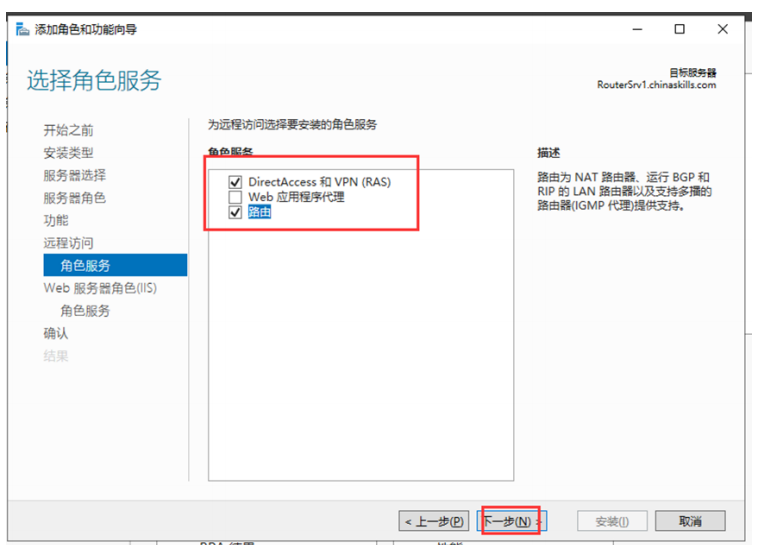 添加角色和功能向导
选择角色服务
目标服务器
RouterSrv1.chinaskills.com
开始之前
安装类型
服务器选择
服务器角色
功能
远程访问
角色服务
Web 服务器角色(IIS)
角色服务
确认
结果
为远程访问选择要安装的角色服务
角色服务
DirectAccess 和 VPN (RAS)
Web 应用程序代理
路由
描述
路由为 NAT 路由器、运行 BGP 和
RIP 的 LAN 路由器以及支持多播的
路由器(IGMP 代理)提供支持。
< 上一步(P)
下一步(N) >
安装(I)
取消